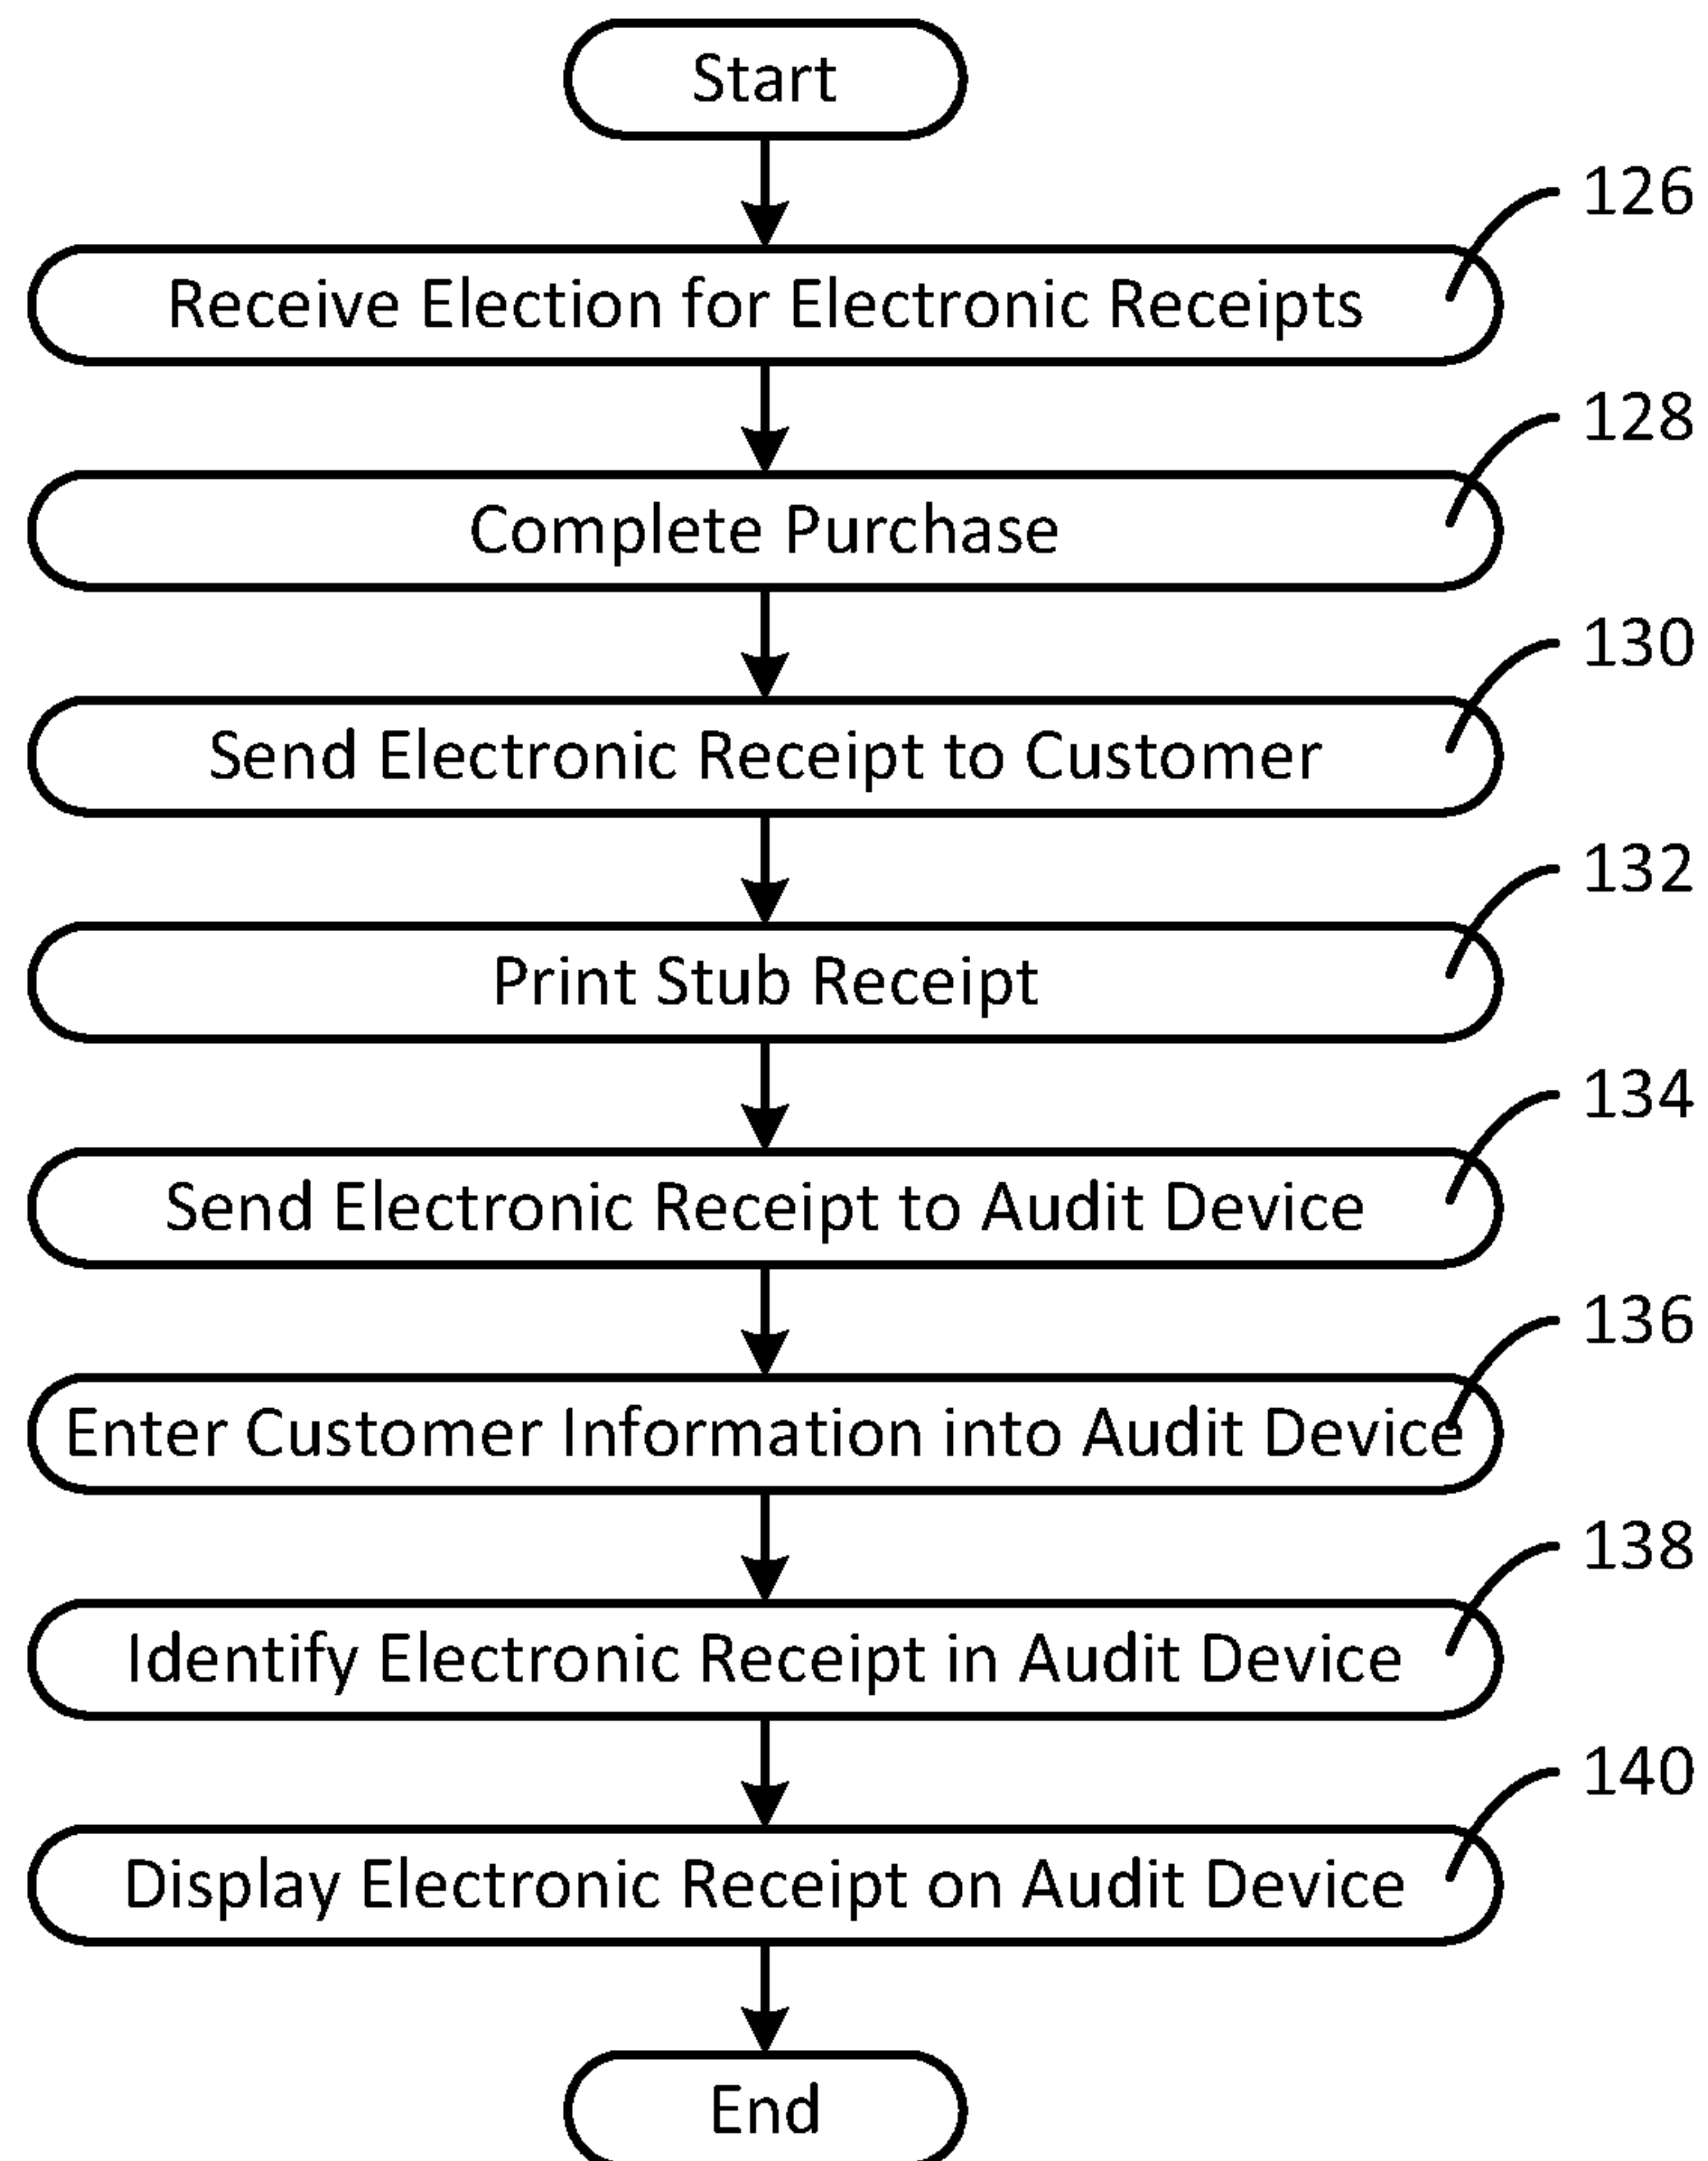 Start
126
Receive Election for Electronic Receipts
128
Complete Purchase
130
Send Electronic Receipt to Customer
132
Print Stub Receipt
134
Send Electronic Receipt to Audit Device
136
Enter Customer Information into Audit Device
138
Identify Electronic Receipt in Audit Device
140
Display Electronic Receipt on Audit Device
End